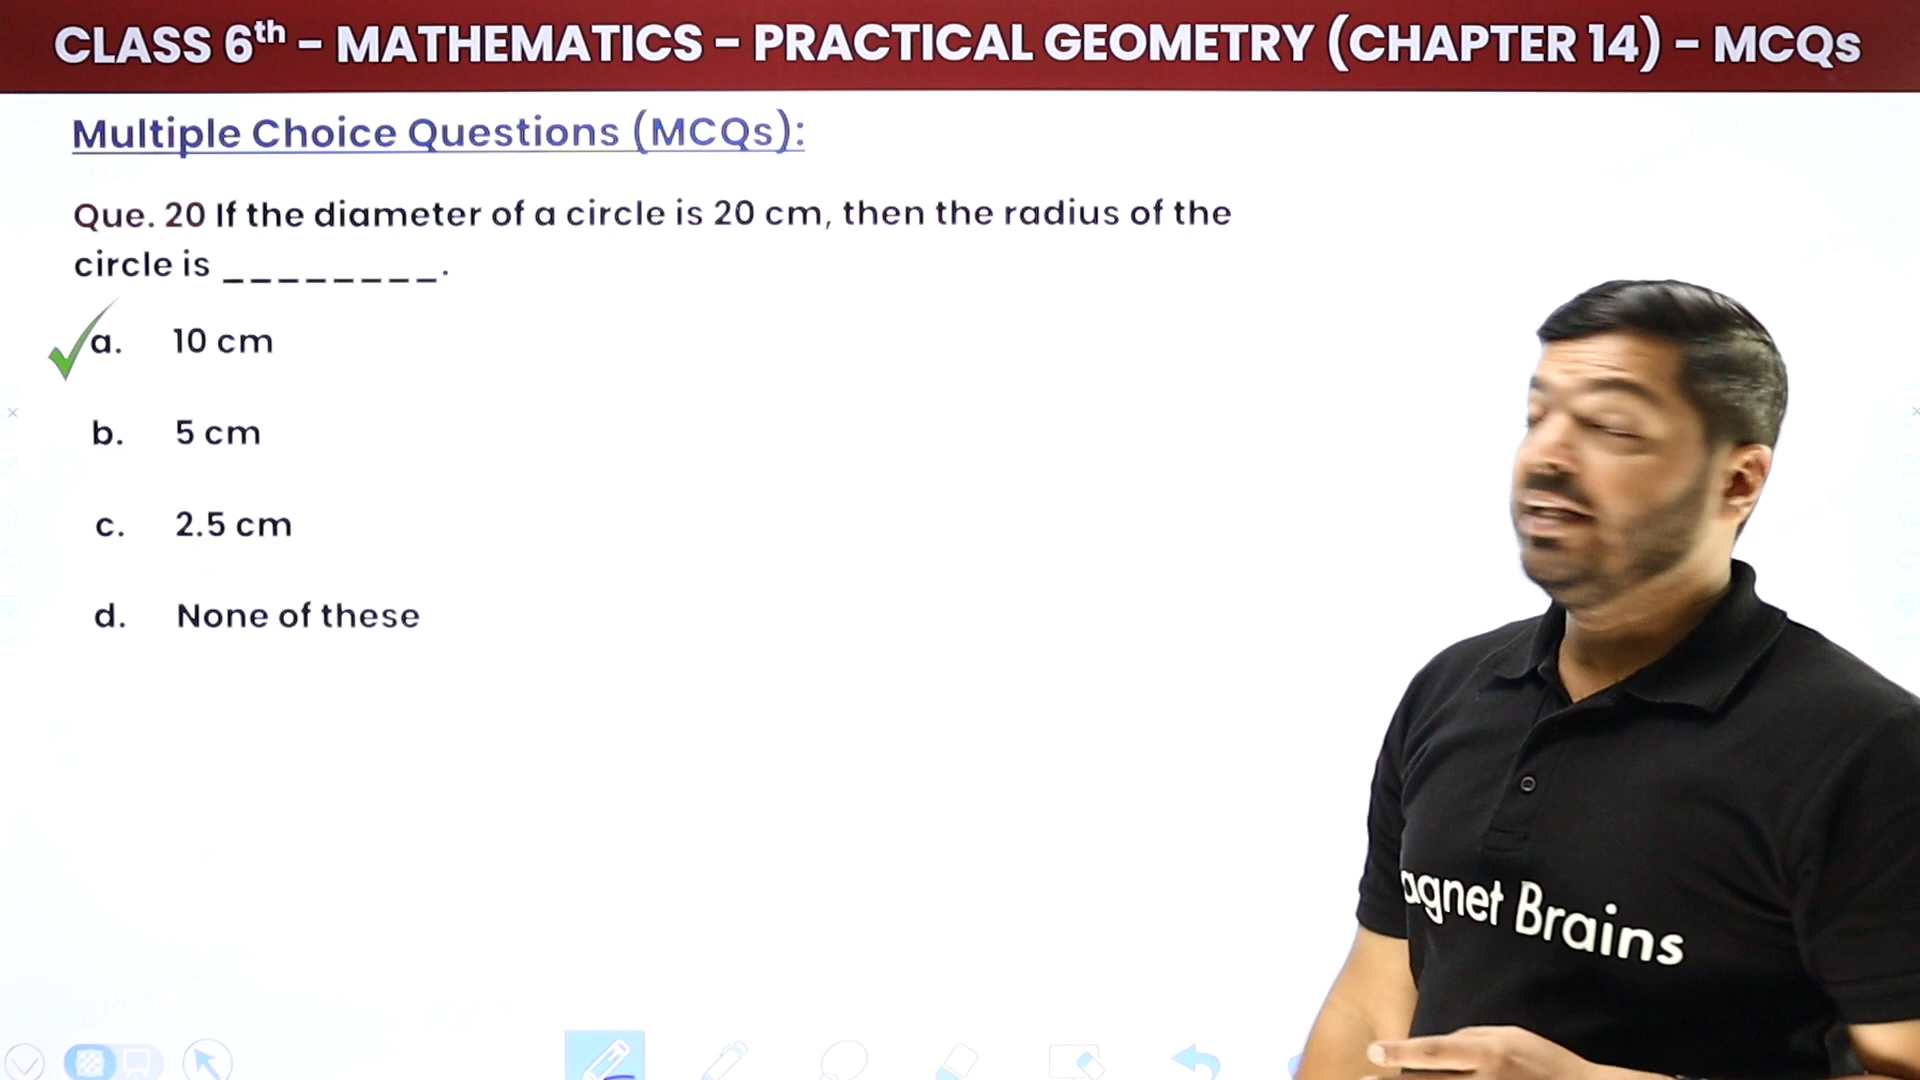 CLASS 6th - MATHEMATICS - PRACTICAL GEOMETRY (CHAPTER 14) - MCQs
Multiple Choice Questions (MCQs):
Que. 20 If the diameter of a circle is 20 cm, then the radius of the
circle is ________.
a. 10 cm
b. 5 cm
c. 2.5 cm
d. None of these
agnet Brains